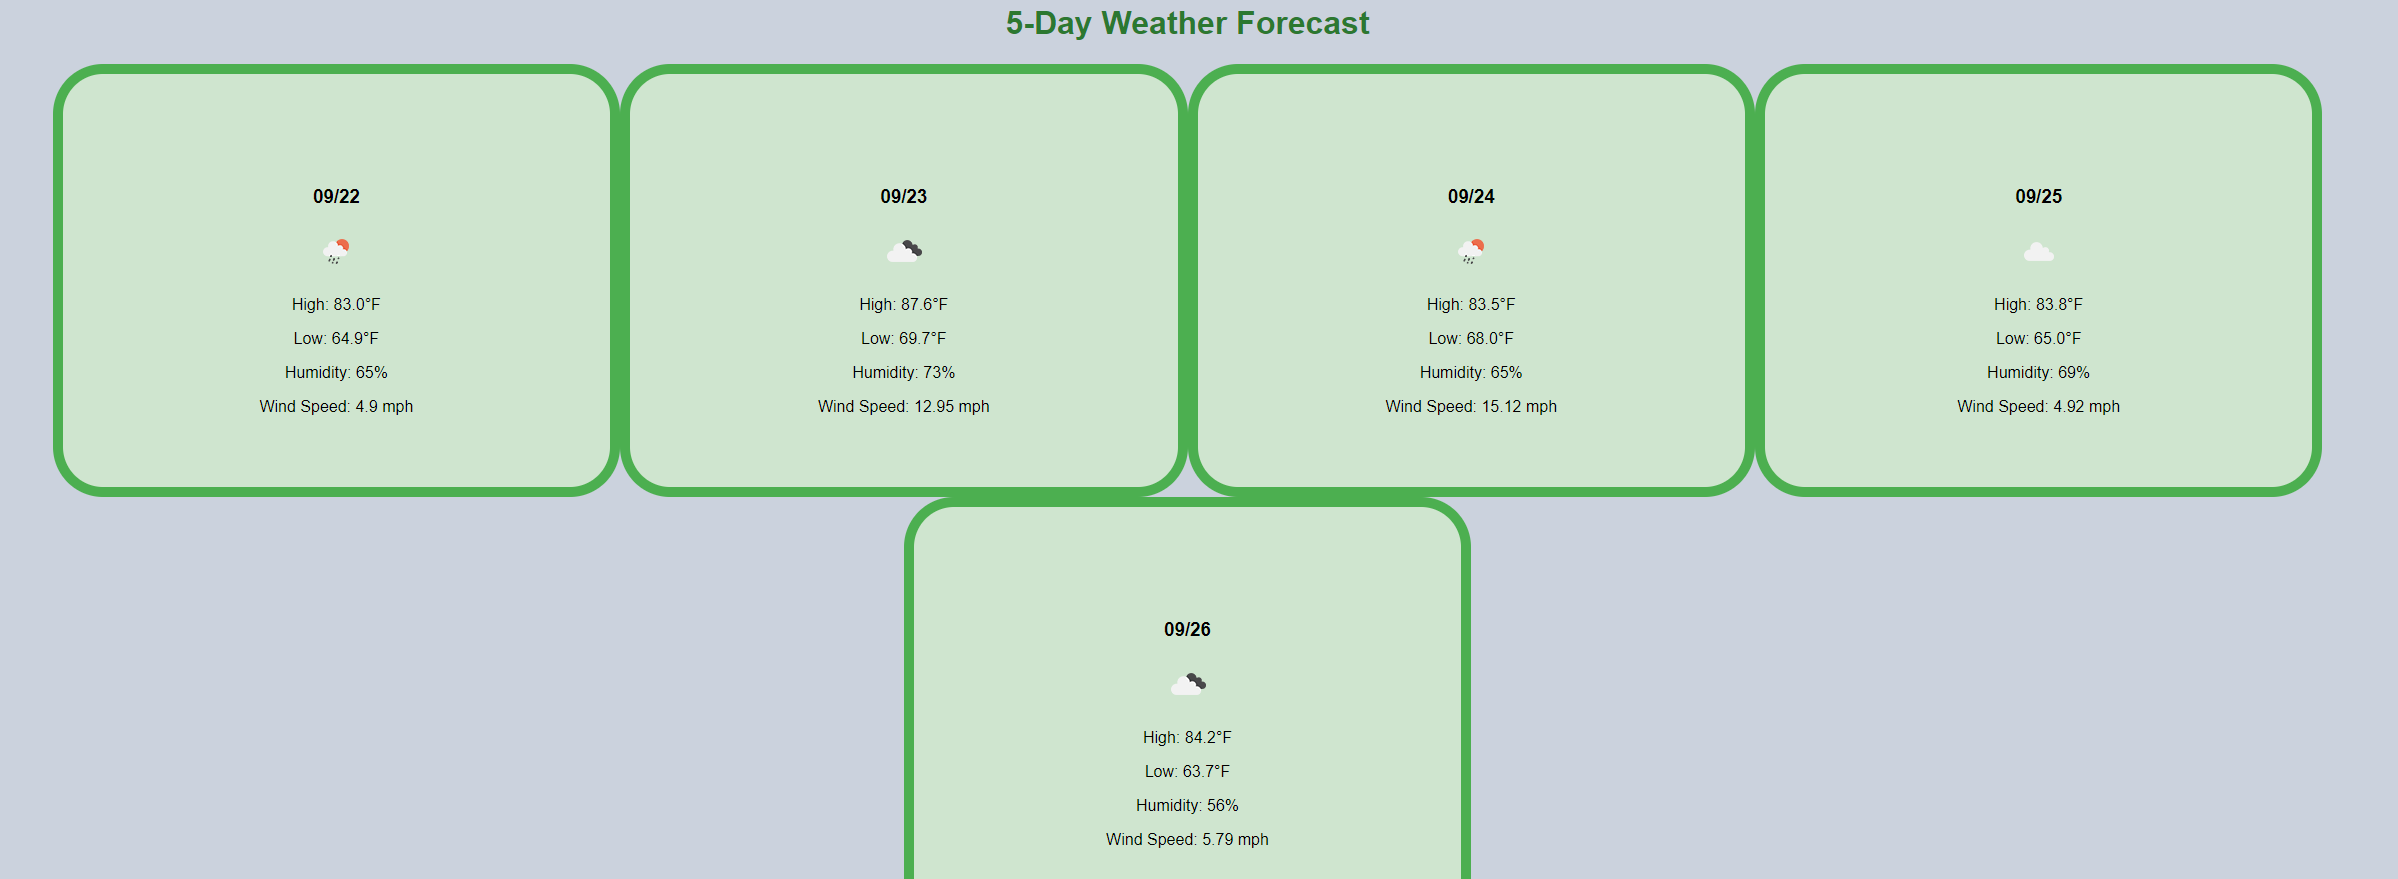 5-Day Weather Forecast
09/22
High: 83.0°F
Low: 64.9°F
Humidity: 65%
Wind Speed: 4.9 mph
09/23
High: 87.6°F
Low: 69.7°F
Humidity: 73%
Wind Speed: 12.95 mph
09/24
High: 83.5°F
Low: 68.0°F
Humidity: 65%
Wind Speed: 15.12 mph
09/25
High: 83.8°F
Low: 65.0°F
Humidity: 69%
Wind Speed: 4.92 mph
09/26
High: 84.2°F
Low: 63.7°F
Humidity: 56%
Wind Speed: 5.79 mph